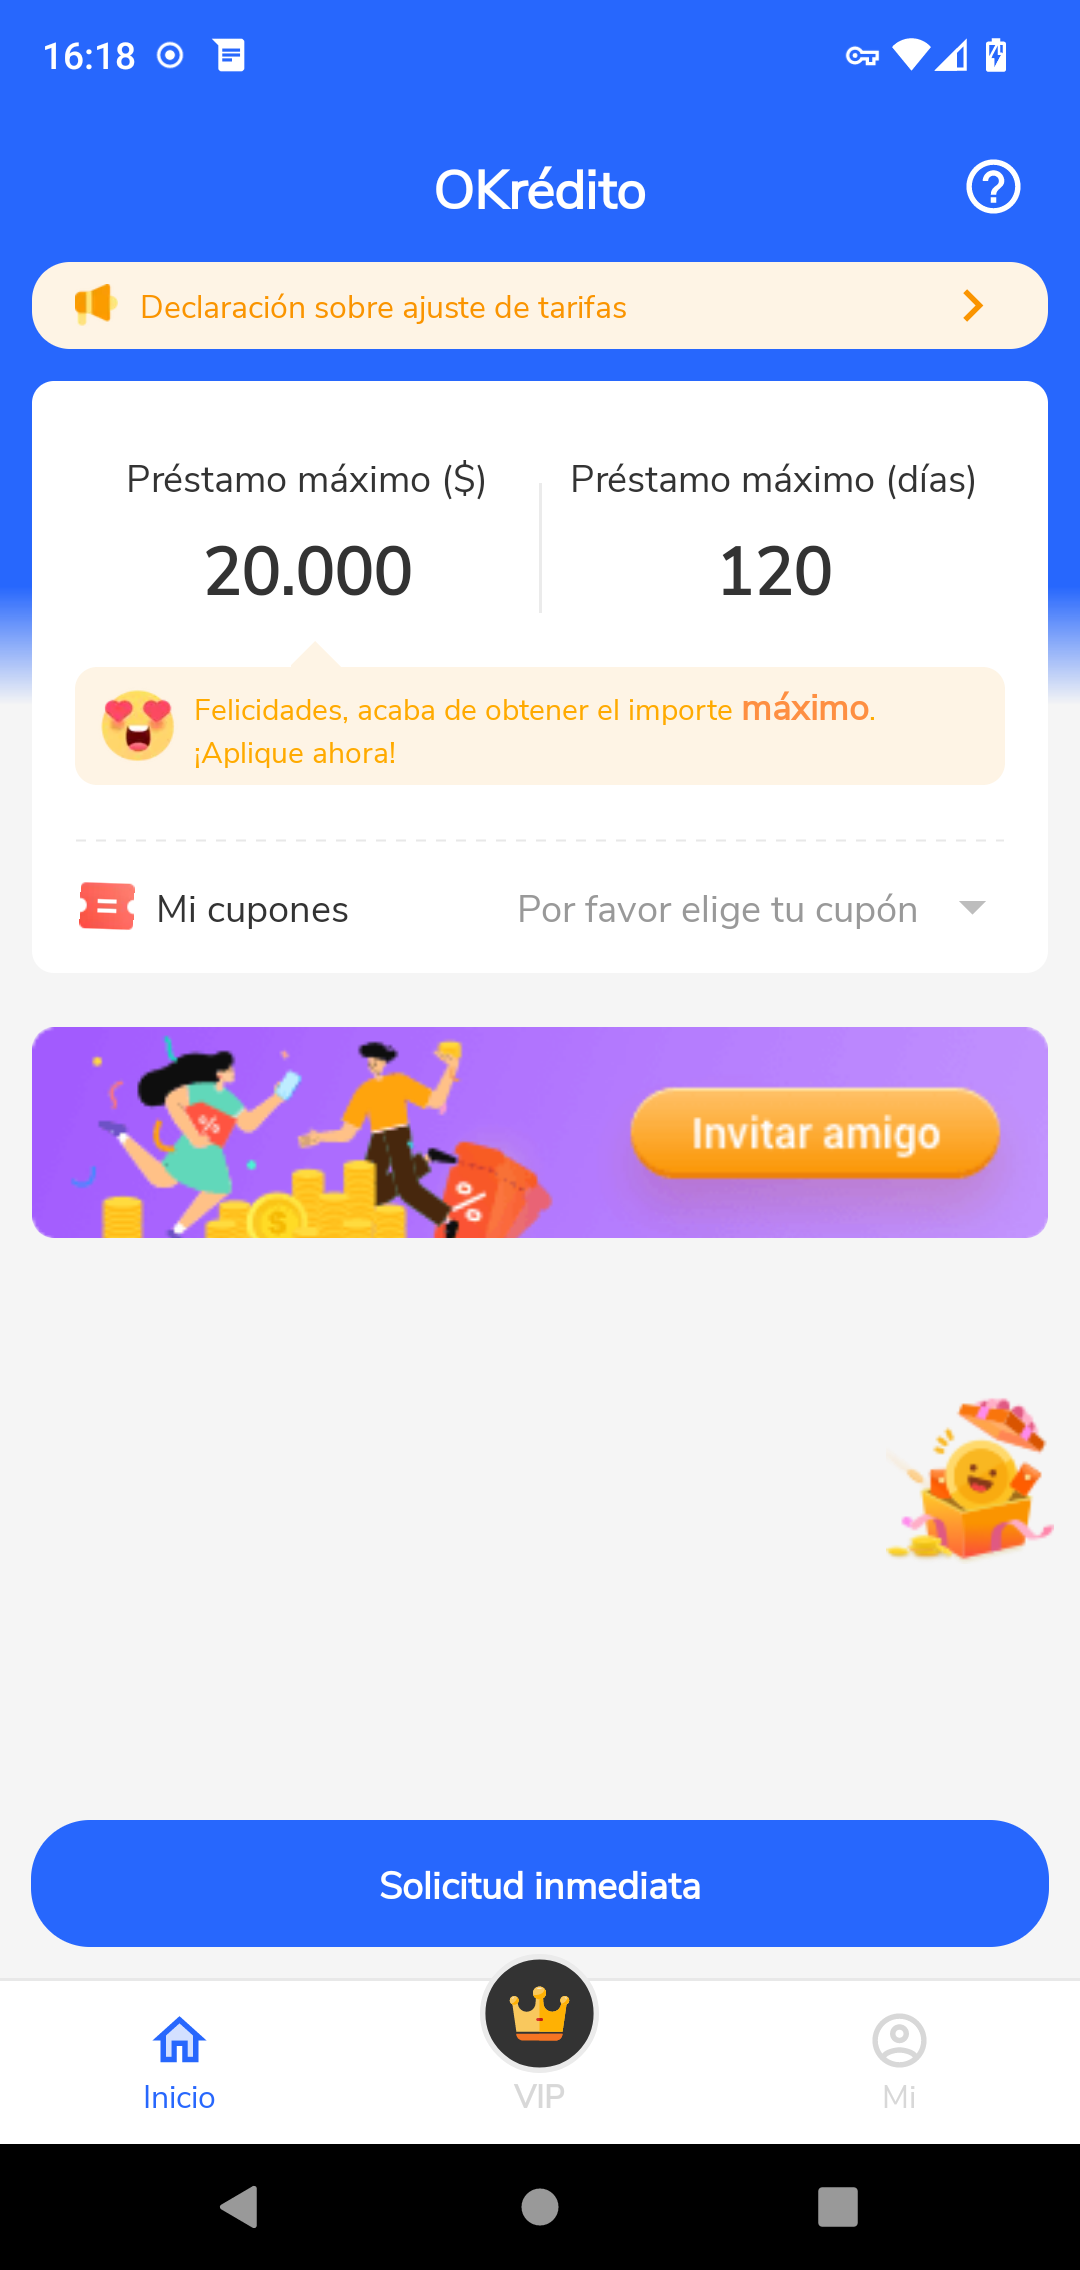 16:18
OKrédito
Declaración sobre ajuste de tarifas
Préstamo máximo ($)
20.000
Préstamo máximo (días)
120
Felicidades, acaba de obtener el importe máximo.
¡Aplique ahora!
Mi cupones
Por favor elige tu cupón
Invitar amigo
Solicitud inmediata
Inicio
VIP
Mi